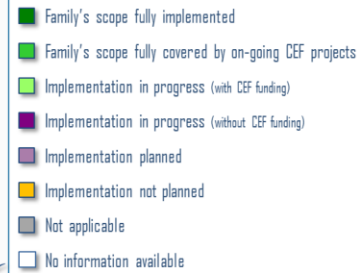 Family's scope fully implemented
Family's scope fully covered by on-going CEF projects
Implementation in progress (with CEF funding)
Implementation in progress (without CEF funding)
Implementation planned
Implementation not planned
Not applicable
No information available